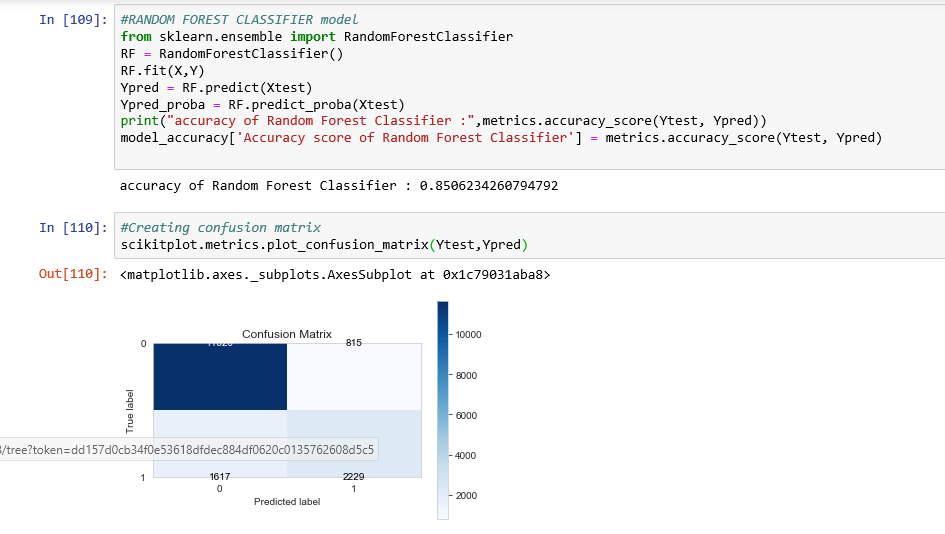 In [109]: #RANDOM FOREST CLASSIFIER model
from sklearn.ensemble import RandomForestClassifier
RF = RandomForestClassifier()
RF.fit(X,Y)
Ypred = RF.predict(Xtest)
Ypred_proba = RF.predict_proba(Xtest)
print("accuracy of Random Forest Classifier :",metrics.accuracy_score(Ytest, Ypred))
model_accuracy['Accuracy score of Random Forest Classifier'] = metrics.accuracy_score(Ytest, Ypred)
accuracy of Random Forest Classifier : 0.8506234260794792
In [110]: #Creating confusion matrix
scikitplot.metrics.plot_confusion_matrix(Ytest,Ypred)
Out[110]: <matplotlib.axes._subplots.AxesSubplot at 0x1c79031aba8>
Confusion Matrix
0 815
10000
8000
6000
4000
2000
True label
/tree?token=dd157d0cb34f0e53618dfdec884df0620c0135762608d5c5
1 1617 2229
0 1
Predicted label